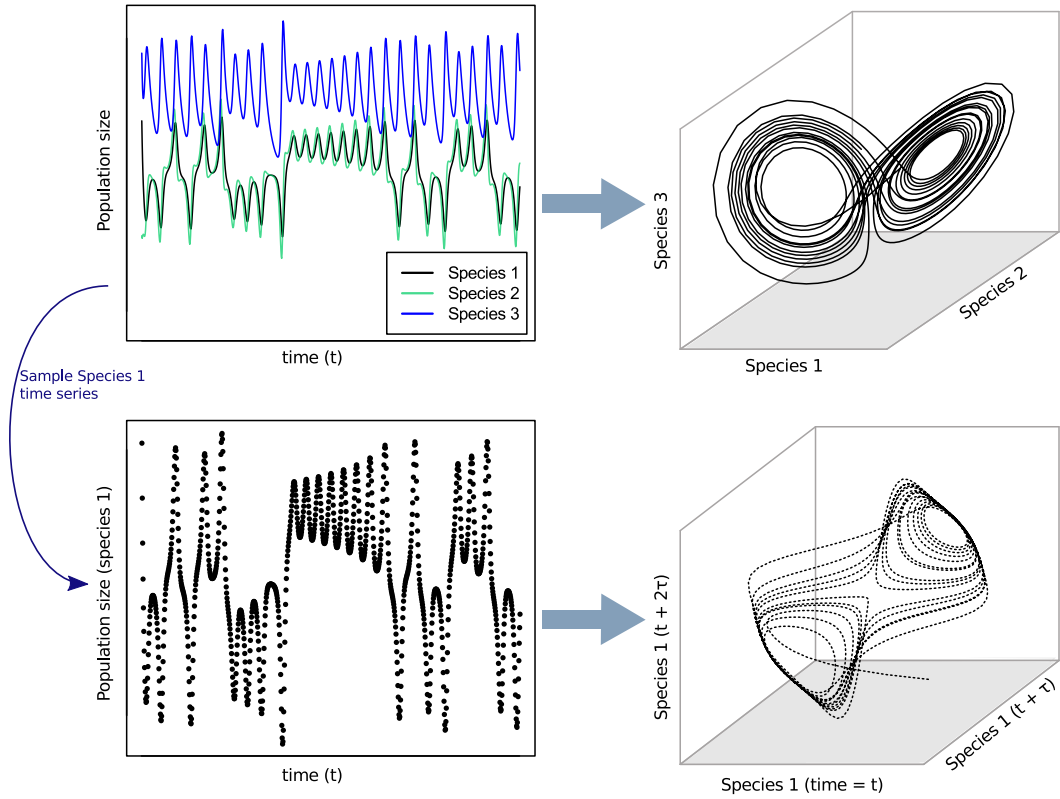 Population size
Species 1
Species 2
Species 3
time (t)
Species 3
Species 2
Species 1
Sample Species 1
time series
Population size (species 1)
time (t)
Species 1 (t + 2τ)
Species 1 (t + τ)
Species 1 (time = t)